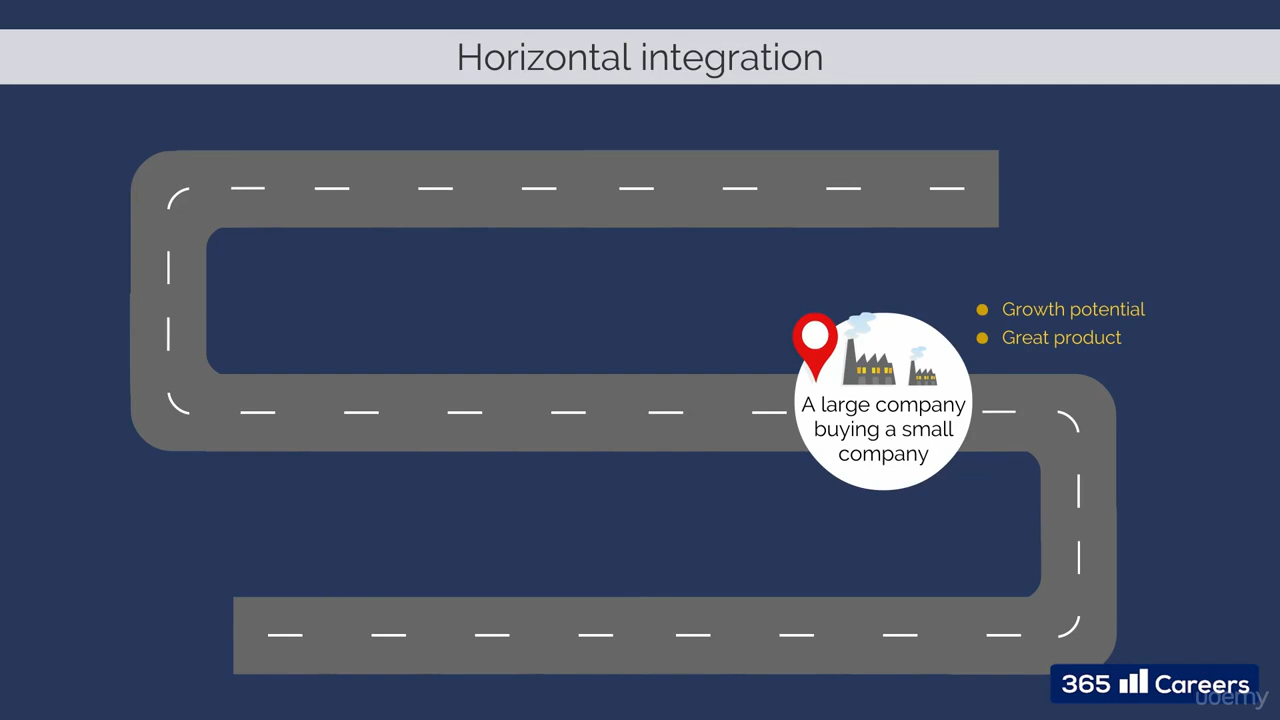 Horizontal integration
Growth potential
Great product
A large company
buying a small
company
365 Careers
udemy